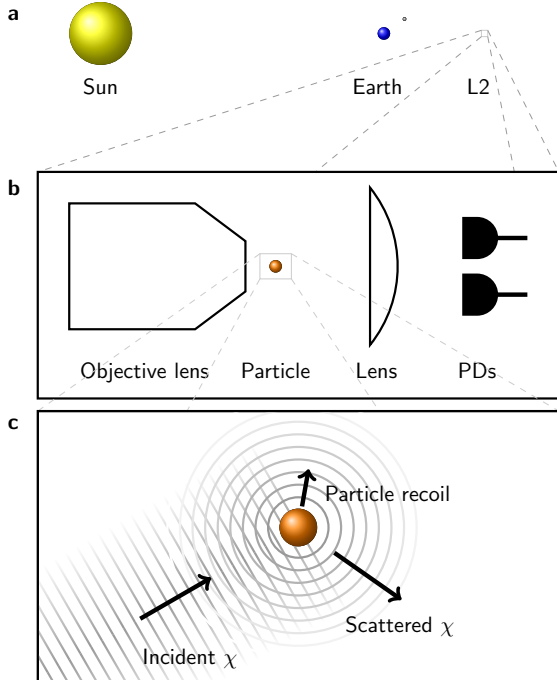 a
Sun
Earth
L2
b
Objective lens
Particle
Lens
PDs
c
Particle recoil
Scattered χ
Incident χ